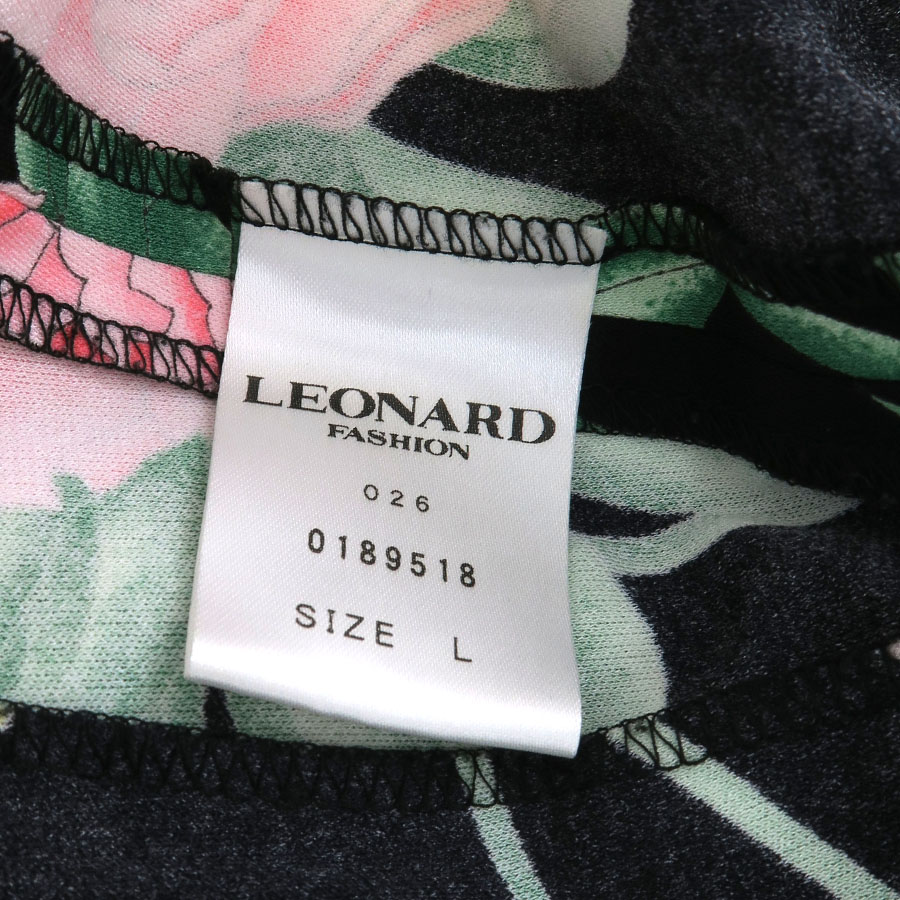 LEONARD
FASHION
026
0189518
SIZE L